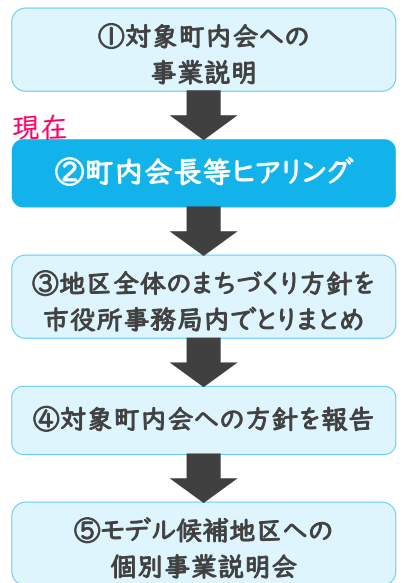 ①対象町内会への
事業説明
現在
②町内会長等ヒアリング
③地区全体のまちづくり方針を
市役所事務局内でとりまとめ
④対象町内会への方針を報告
⑤モデル候補地区への
個別事業説明会